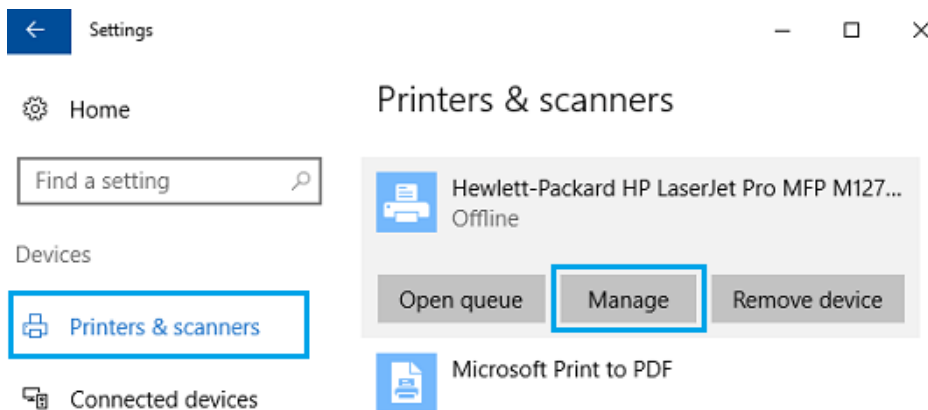 Settings
Home
Find a setting
Devices
Printers & scanners
Connected devices
Printers & scanners
Hewlett-Packard HP LaserJet Pro MFP M127...
Offline
Open queue Manage Remove device
Microsoft Print to PDF